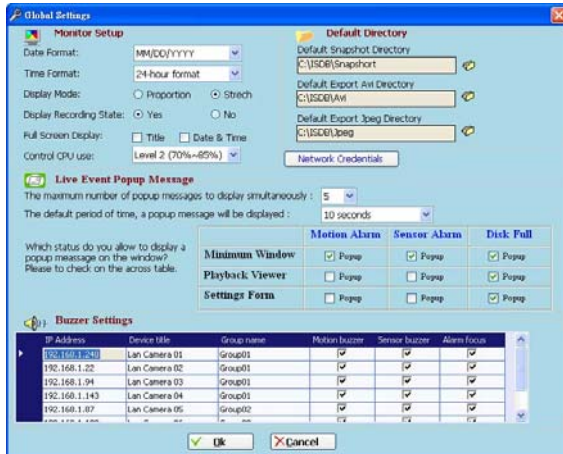 Global Settings
Monitor Setup
Date Format: MM/DD/YYYY
Time Format: 24-hour format
Display Mode: Proportion Strech
Display Recording State: Yes No
Full Screen Display: Title Date & Time
Control CPU use: Level 2 (70%~85%)
Default Directory
Default Snapshot Directory
C:\ISDB\Snapshort
Default Export Avi Directory
C:\ISDB\Avi
Default Export Jpeg Directory
C:\ISDB\Jpeg
Network Credentials
Live Event Popup Message
The maximum number of popup messages to display simultaneously : 5
The default period of time, a popup message will be displayed : 10 seconds
Which status do you allow to display a
popup meassage on the window?
Please to check on the across table.
Motion Alarm Sensor Alarm Disk Full
Minimum Window Popup Popup Popup
Playback Viewer Popup Popup Popup
Settings Form Popup Popup Popup
Buzzer Settings
IP Address Device title Group name Motion buzzer Sensor buzzer Alarm focus
192.168.1.240 Lan Camera 01 Group01
192.168.1.22 Lan Camera 02 Group01
192.168.1.94 Lan Camera 03 Group01
192.168.1.143 Lan Camera 04 Group01
192.168.1.87 Lan Camera 05 Group02
Ok Cancel